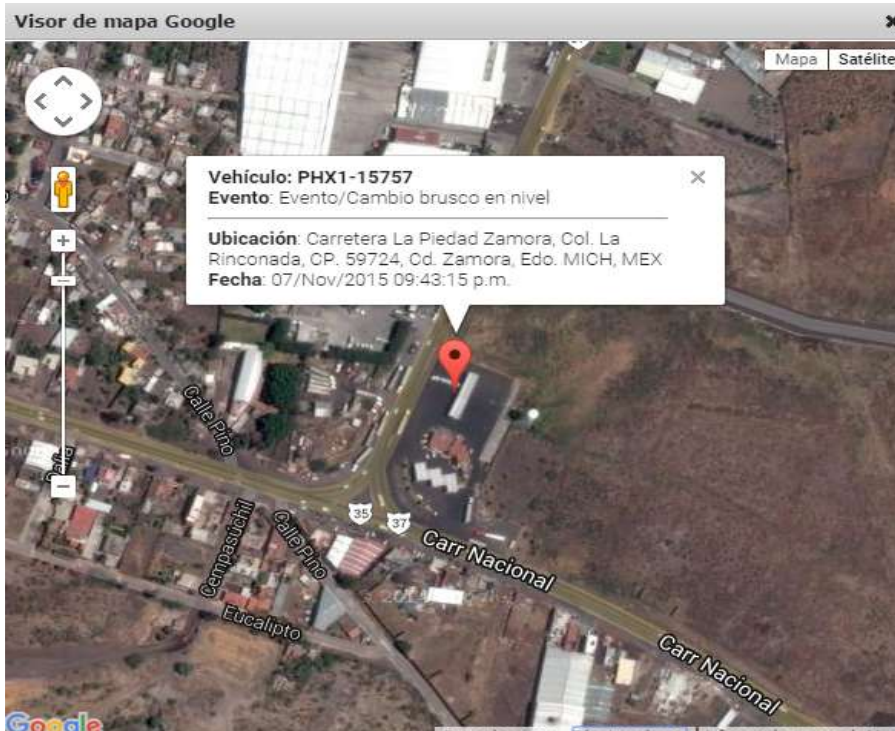 Visor de mapa Google
Mapa
Satélite
Vehículo: PHX1-15757
Evento: Evento/Cambio brusco en nivel
Ubicación: Carretera La Piedad Zamora, Col. La
Rinconada, CP. 59724, Cd. Zamora, Edo. MICH, MEX
Fecha: 07/Nov/2015 09:43:15 p.m.
Calle Pino
35
37
Carr Nacional
Cempasúchil
Calle Pino
Eucalipto
Carr Nacional
Google